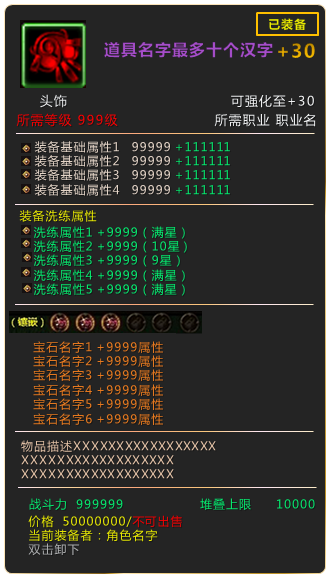 已装备
道具名字最多十个汉字+30
头饰 可强化至+30
所需等级 999级 所需职业 职业名
装备基础属性1 99999 +111111
装备基础属性2 99999 +111111
装备基础属性3 99999 +111111
装备基础属性4 99999 +111111
装备洗练属性
洗练属性1 +9999（满星）
洗练属性2 +9999（10星）
洗练属性3 +9999（9星）
洗练属性4 +9999（满星）
洗练属性5 +9999（满星）
（镶嵌）
宝石名字1 +9999属性
宝石名字2 +9999属性
宝石名字3 +9999属性
宝石名字4 +9999属性
宝石名字5 +9999属性
宝石名字6 +9999属性
物品描述XXXXXXXXXXXXXXXXX
XXXXXXXXXXXXXXXXXX
XXXXXXXXXXXXXXXXXX
战斗力 999999 堆叠上限 10000
价格 50000000/不可出售
当前装备者：角色名字
双击卸下